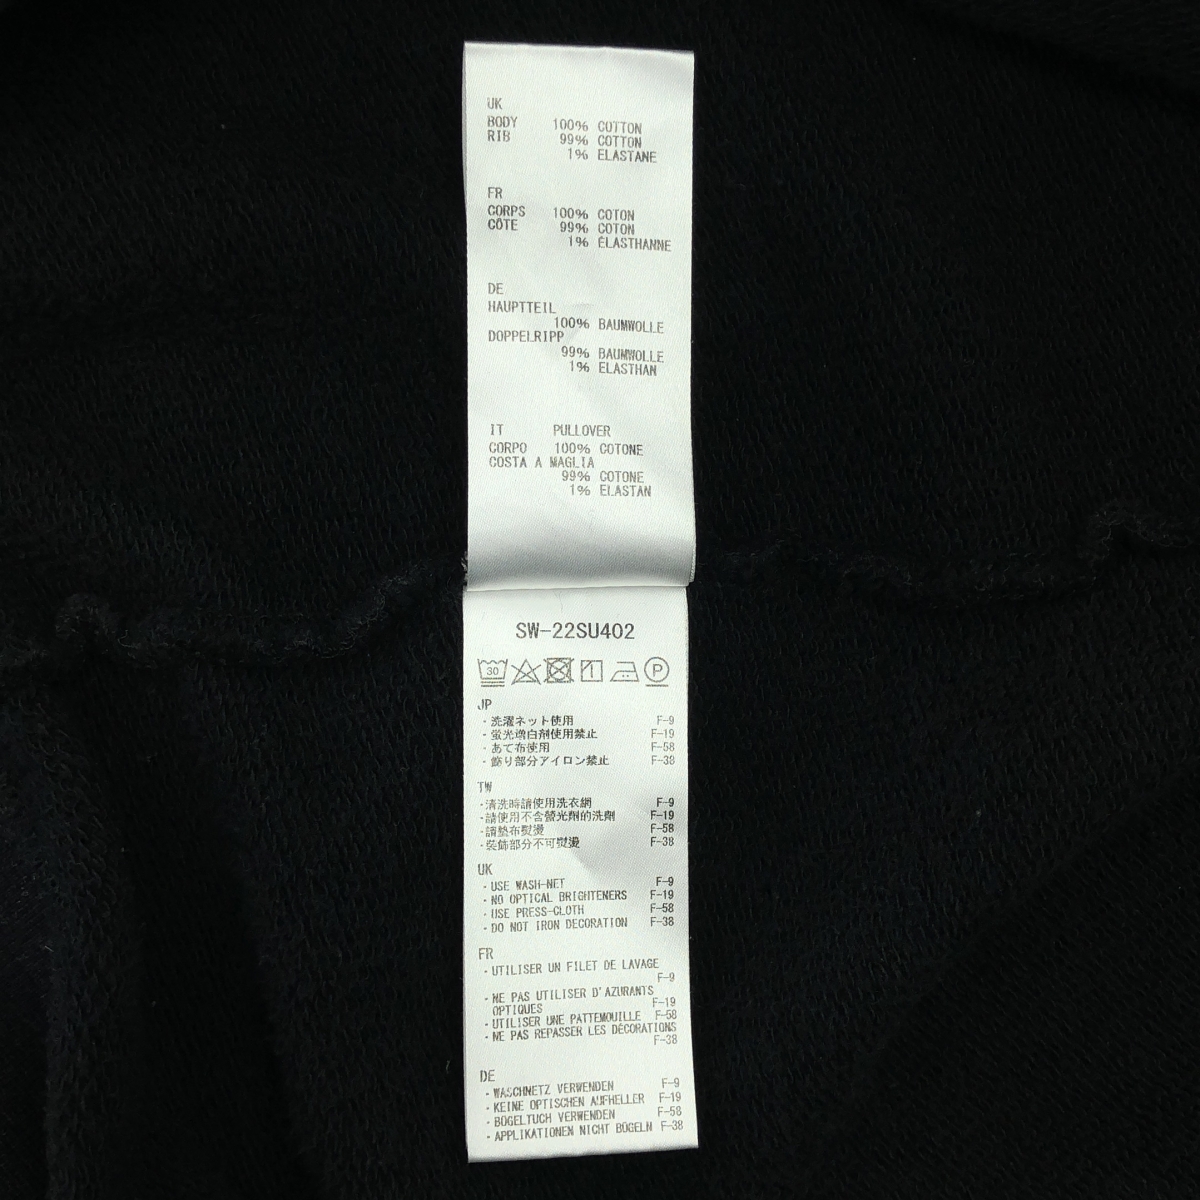 UK
BODY 100% COTTON
RIB 99% COTTON
1% ELASTANE
FR
CORPS 100% COTON
CÔTE 99% COTON
1% ÉLASTHANNE
DE
HAUPTTEIL
100% BAUMWOLLE
DOPPELRIPP
99% BAUMWOLLE
1% ELASTHAN
IT PULLOVER
CORPO 100% COTONE
COSTA A MAGLIA
99% COTONE
1% ELASTAN
SW-22SU402
30 1 P
JP
・洗濯ネット使用 F-9
・蛍光増白剤使用禁止 F-19
・あて布使用 F-58
・飾り部分アイロン禁止 F-38
TW
・清洗時請使用洗衣網 F-9
・請使用不含螢光劑的洗劑 F-19
・請墊布熨燙 F-58
・裝飾部分不可熨燙 F-38
UK
・USE WASH-NET F-9
・NO OPTICAL BRIGHTENERS F-19
・USE PRESS-CLOTH F-58
・DO NOT IRON DECORATION F-38
FR
・UTILISER UN FILET DE LAVAGE
F-9
・NE PAS UTILISER D'AZURANTS
OPTIQUES F-19
・UTILISER UNE PATTEMOUILLE F-58
・NE PAS REPASSER LES DÉCORATIONS
F-38
DE
・WASCHNETZ VERWENDEN F-9
・KEINE OPTISCHEN AUFHELLER F-19
・BÜGELTUCH VERWENDEN F-58
・APPLIKATIONEN NICHT BÜGELN F-38